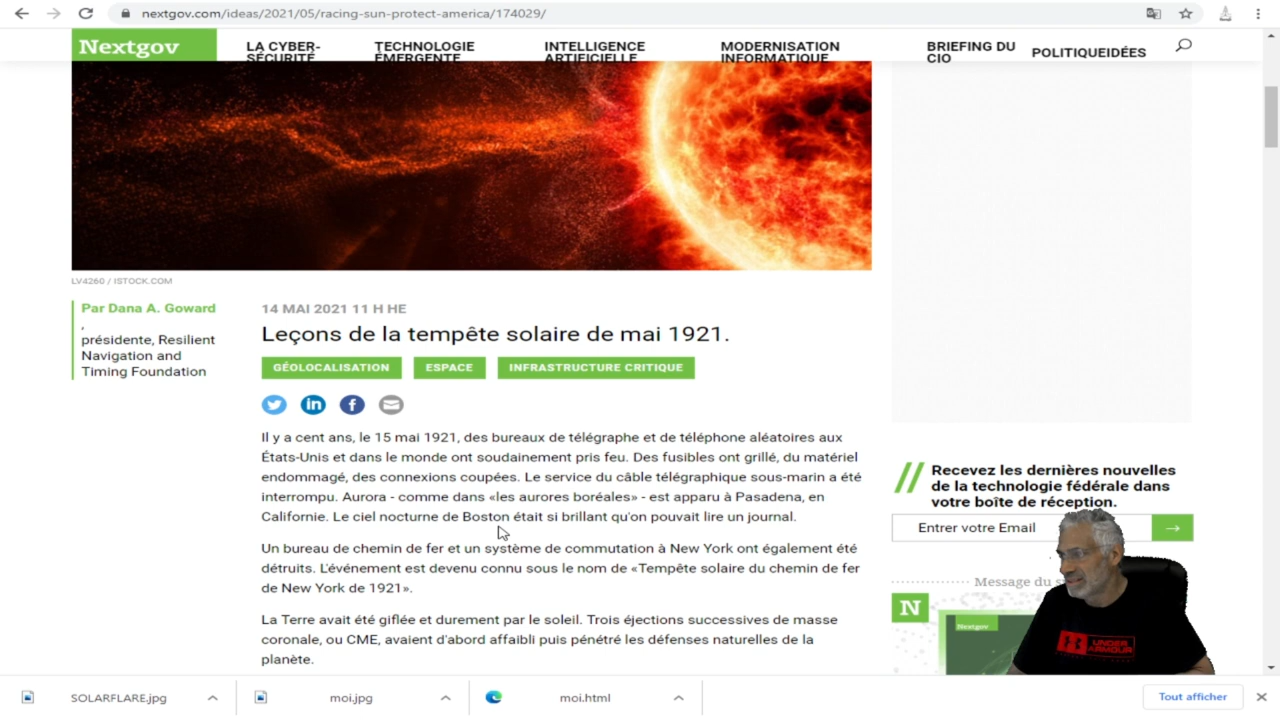 nextgov.com/ideas/2021/05/racing-sun-protect-america/174029/
Nextgov
LA CYBER-
SÉCURITÉ
TECHNOLOGIE
ÉMERGENTE
INTELLIGENCE
ARTIFICIELLE
MODERNISATION
INFORMATIQUE
BRIEFING DU
CIO
POLITIQUEIDÉES
LV4260 / ISTOCK.COM
Par Dana A. Goward
,
présidente, Resilient
Navigation and
Timing Foundation
14 MAI 2021 11 H HE
Leçons de la tempête solaire de mai 1921.
GÉOLOCALISATION
ESPACE
INFRASTRUCTURE CRITIQUE
in
Il y a cent ans, le 15 mai 1921, des bureaux de télégraphe et de téléphone aléatoires aux
États-Unis et dans le monde ont soudainement pris feu. Des fusibles ont grillé, du matériel
endommagé, des connexions coupées. Le service du câble télégraphique sous-marin a été
interrompu. Aurora - comme dans «les aurores boréales» - est apparu à Pasadena, en
Californie. Le ciel nocturne de Boston était si brillant qu'on pouvait lire un journal.
Un bureau de chemin de fer et un système de commutation à New York ont également été
détruits. L'événement est devenu connu sous le nom de «Tempête solaire du chemin de fer
de New York de 1921».
La Terre avait été giflée et durement par le soleil. Trois éjections successives de masse
coronale, ou CME, avaient d'abord affaibli puis pénétré les défenses naturelles de la
planète.
// Recevez les dernières nouvelles
de la technologie fédérale dans
votre boîte de réception.
Entrer votre Email
Message du
N
Nextgov
UNDER
ARMOUR
SOLARFLARE.jpg
moi.jpg
moi.html
Tout afficher